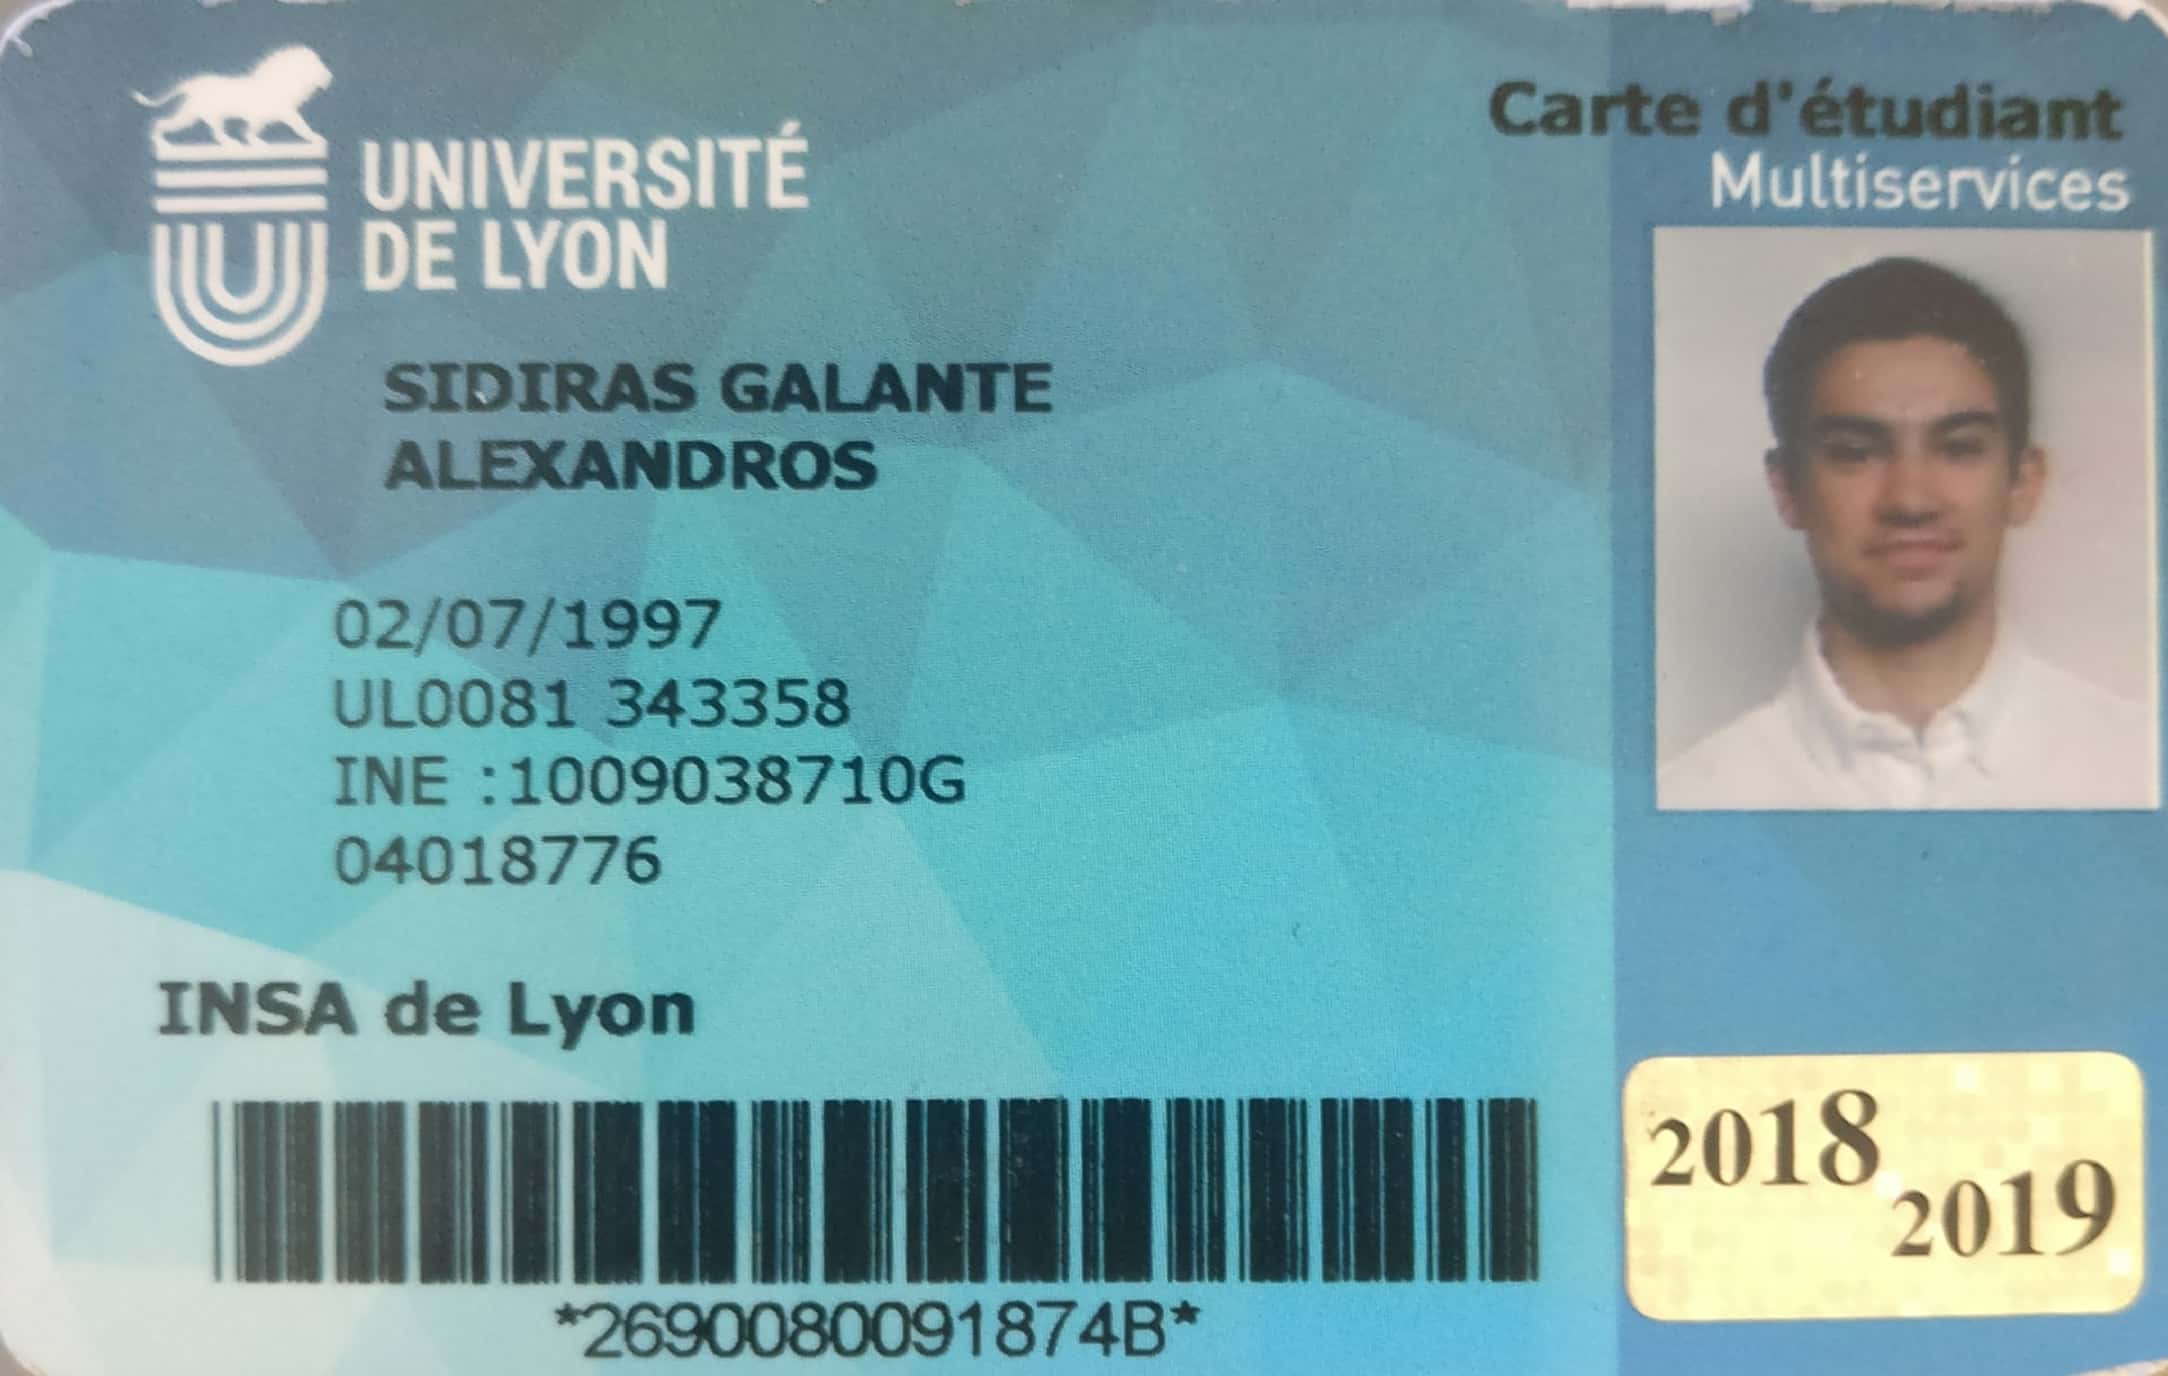 UNIVERSITÉ
DE LYON
Carte d'étudiant
Multiservices
SIDIRAS GALANTE
ALEXANDROS
02/07/1997
UL0081 343358
INE :1009038710G
04018776
INSA de Lyon
*2690080091874B*
2018
2019